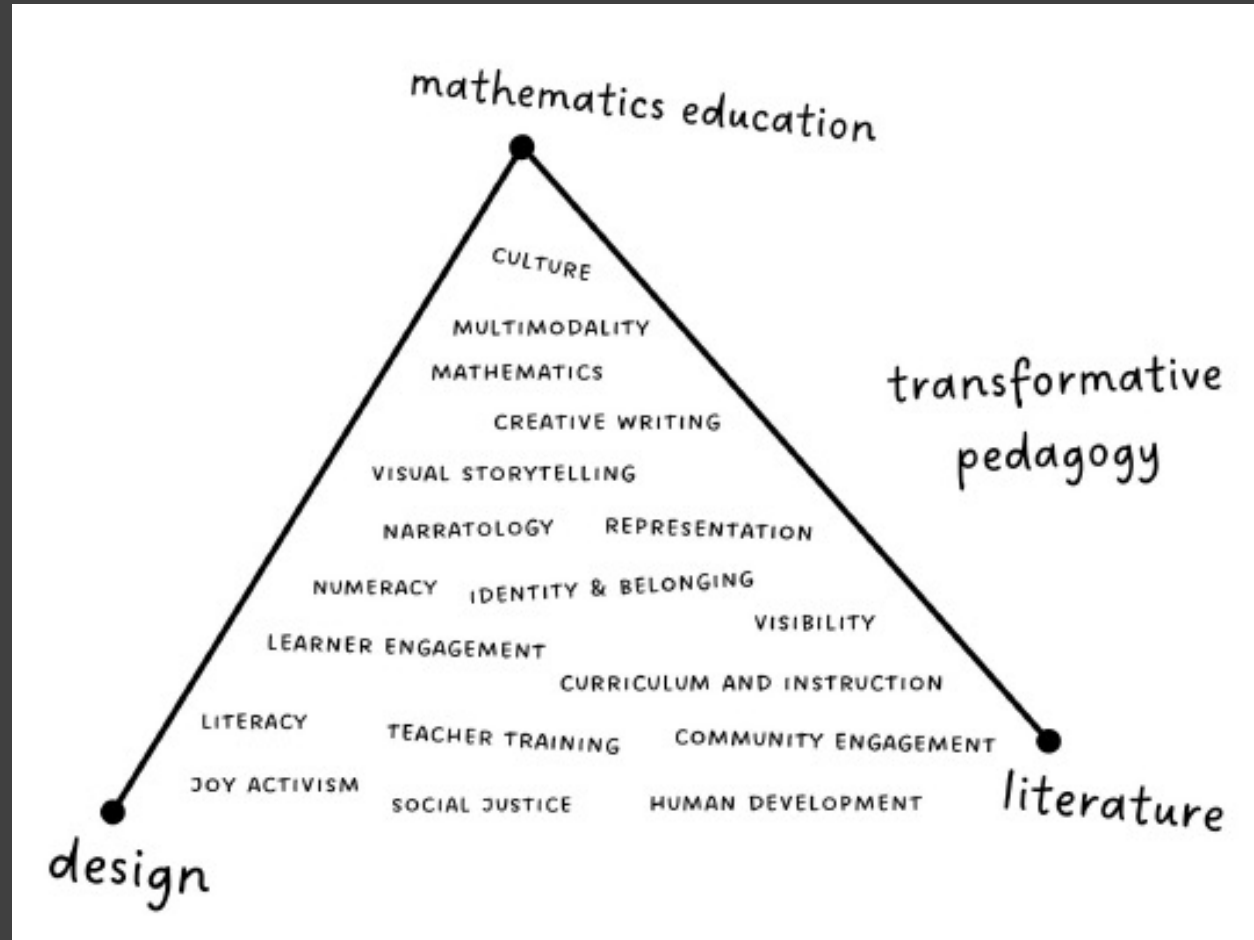 mathematics education
CULTURE
MULTIMODALITY
MATHEMATICS
CREATIVE WRITING
transformative
pedagogy
VISUAL STORYTELLING
NARRATOLOGY REPRESENTATION
NUMERACY IDENTITY & BELONGING
VISIBILITY
LEARNER ENGAGEMENT
CURRICULUM AND INSTRUCTION
LITERACY TEACHER TRAINING COMMUNITY ENGAGEMENT
JOY ACTIVISM SOCIAL JUSTICE HUMAN DEVELOPMENT
literature
design